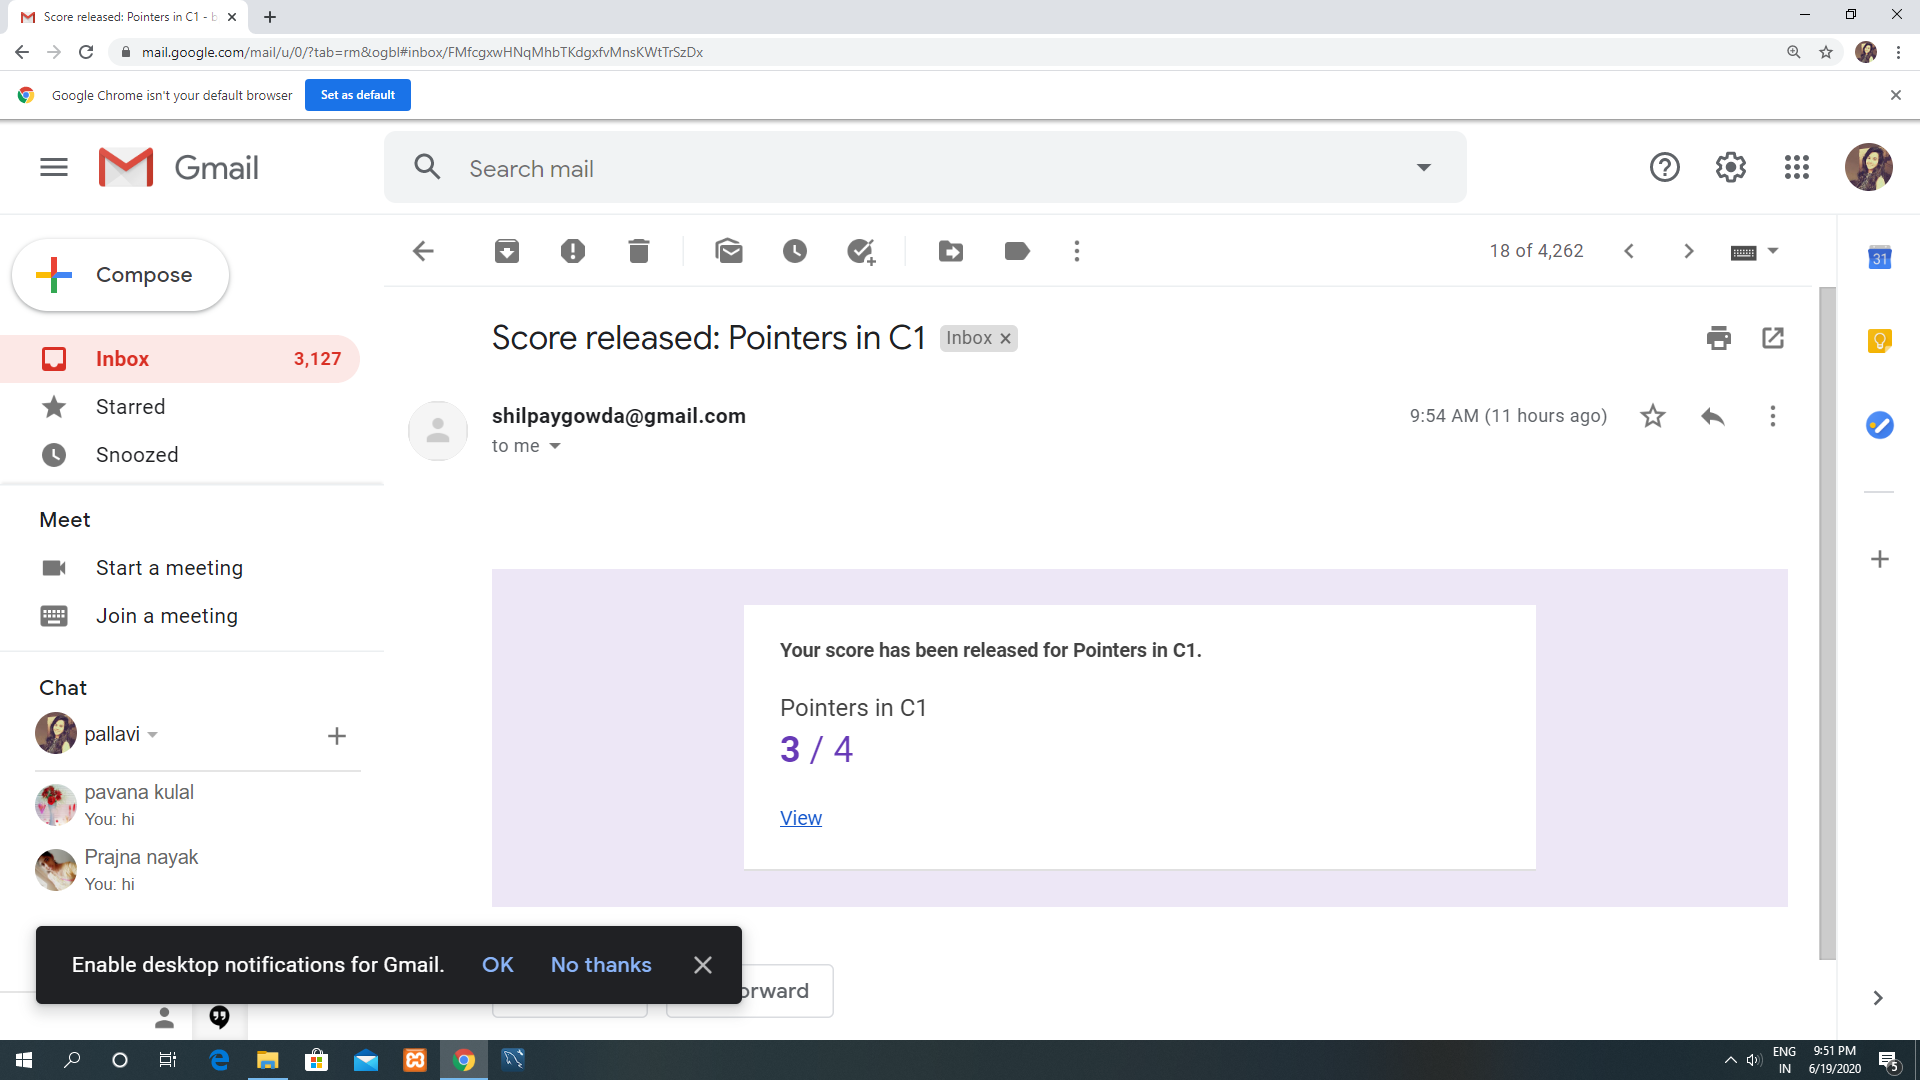 Score released: Pointers in C1 - b
mail.google.com/mail/u/0/?tab=rm&ogbl#inbox/FMfcgxwHNqMhbTKdgxfvMnsKWtTrSzDx
Google Chrome isn't your default browser
Set as default
Gmail
Search mail
Compose
18 of 4,262
31
Inbox 3,127
Starred
Snoozed
Meet
Start a meeting
Join a meeting
Chat
pallavi
pavana kulal
You: hi
Prajna nayak
You: hi
Score released: Pointers in C1 Inbox
shilpaygowda@gmail.com
9:54 AM (11 hours ago)
to me
Your score has been released for Pointers in C1.
Pointers in C1
3 / 4
View
Enable desktop notifications for Gmail. OK No thanks
orward
ENG
IN
9:51 PM
6/19/2020
5